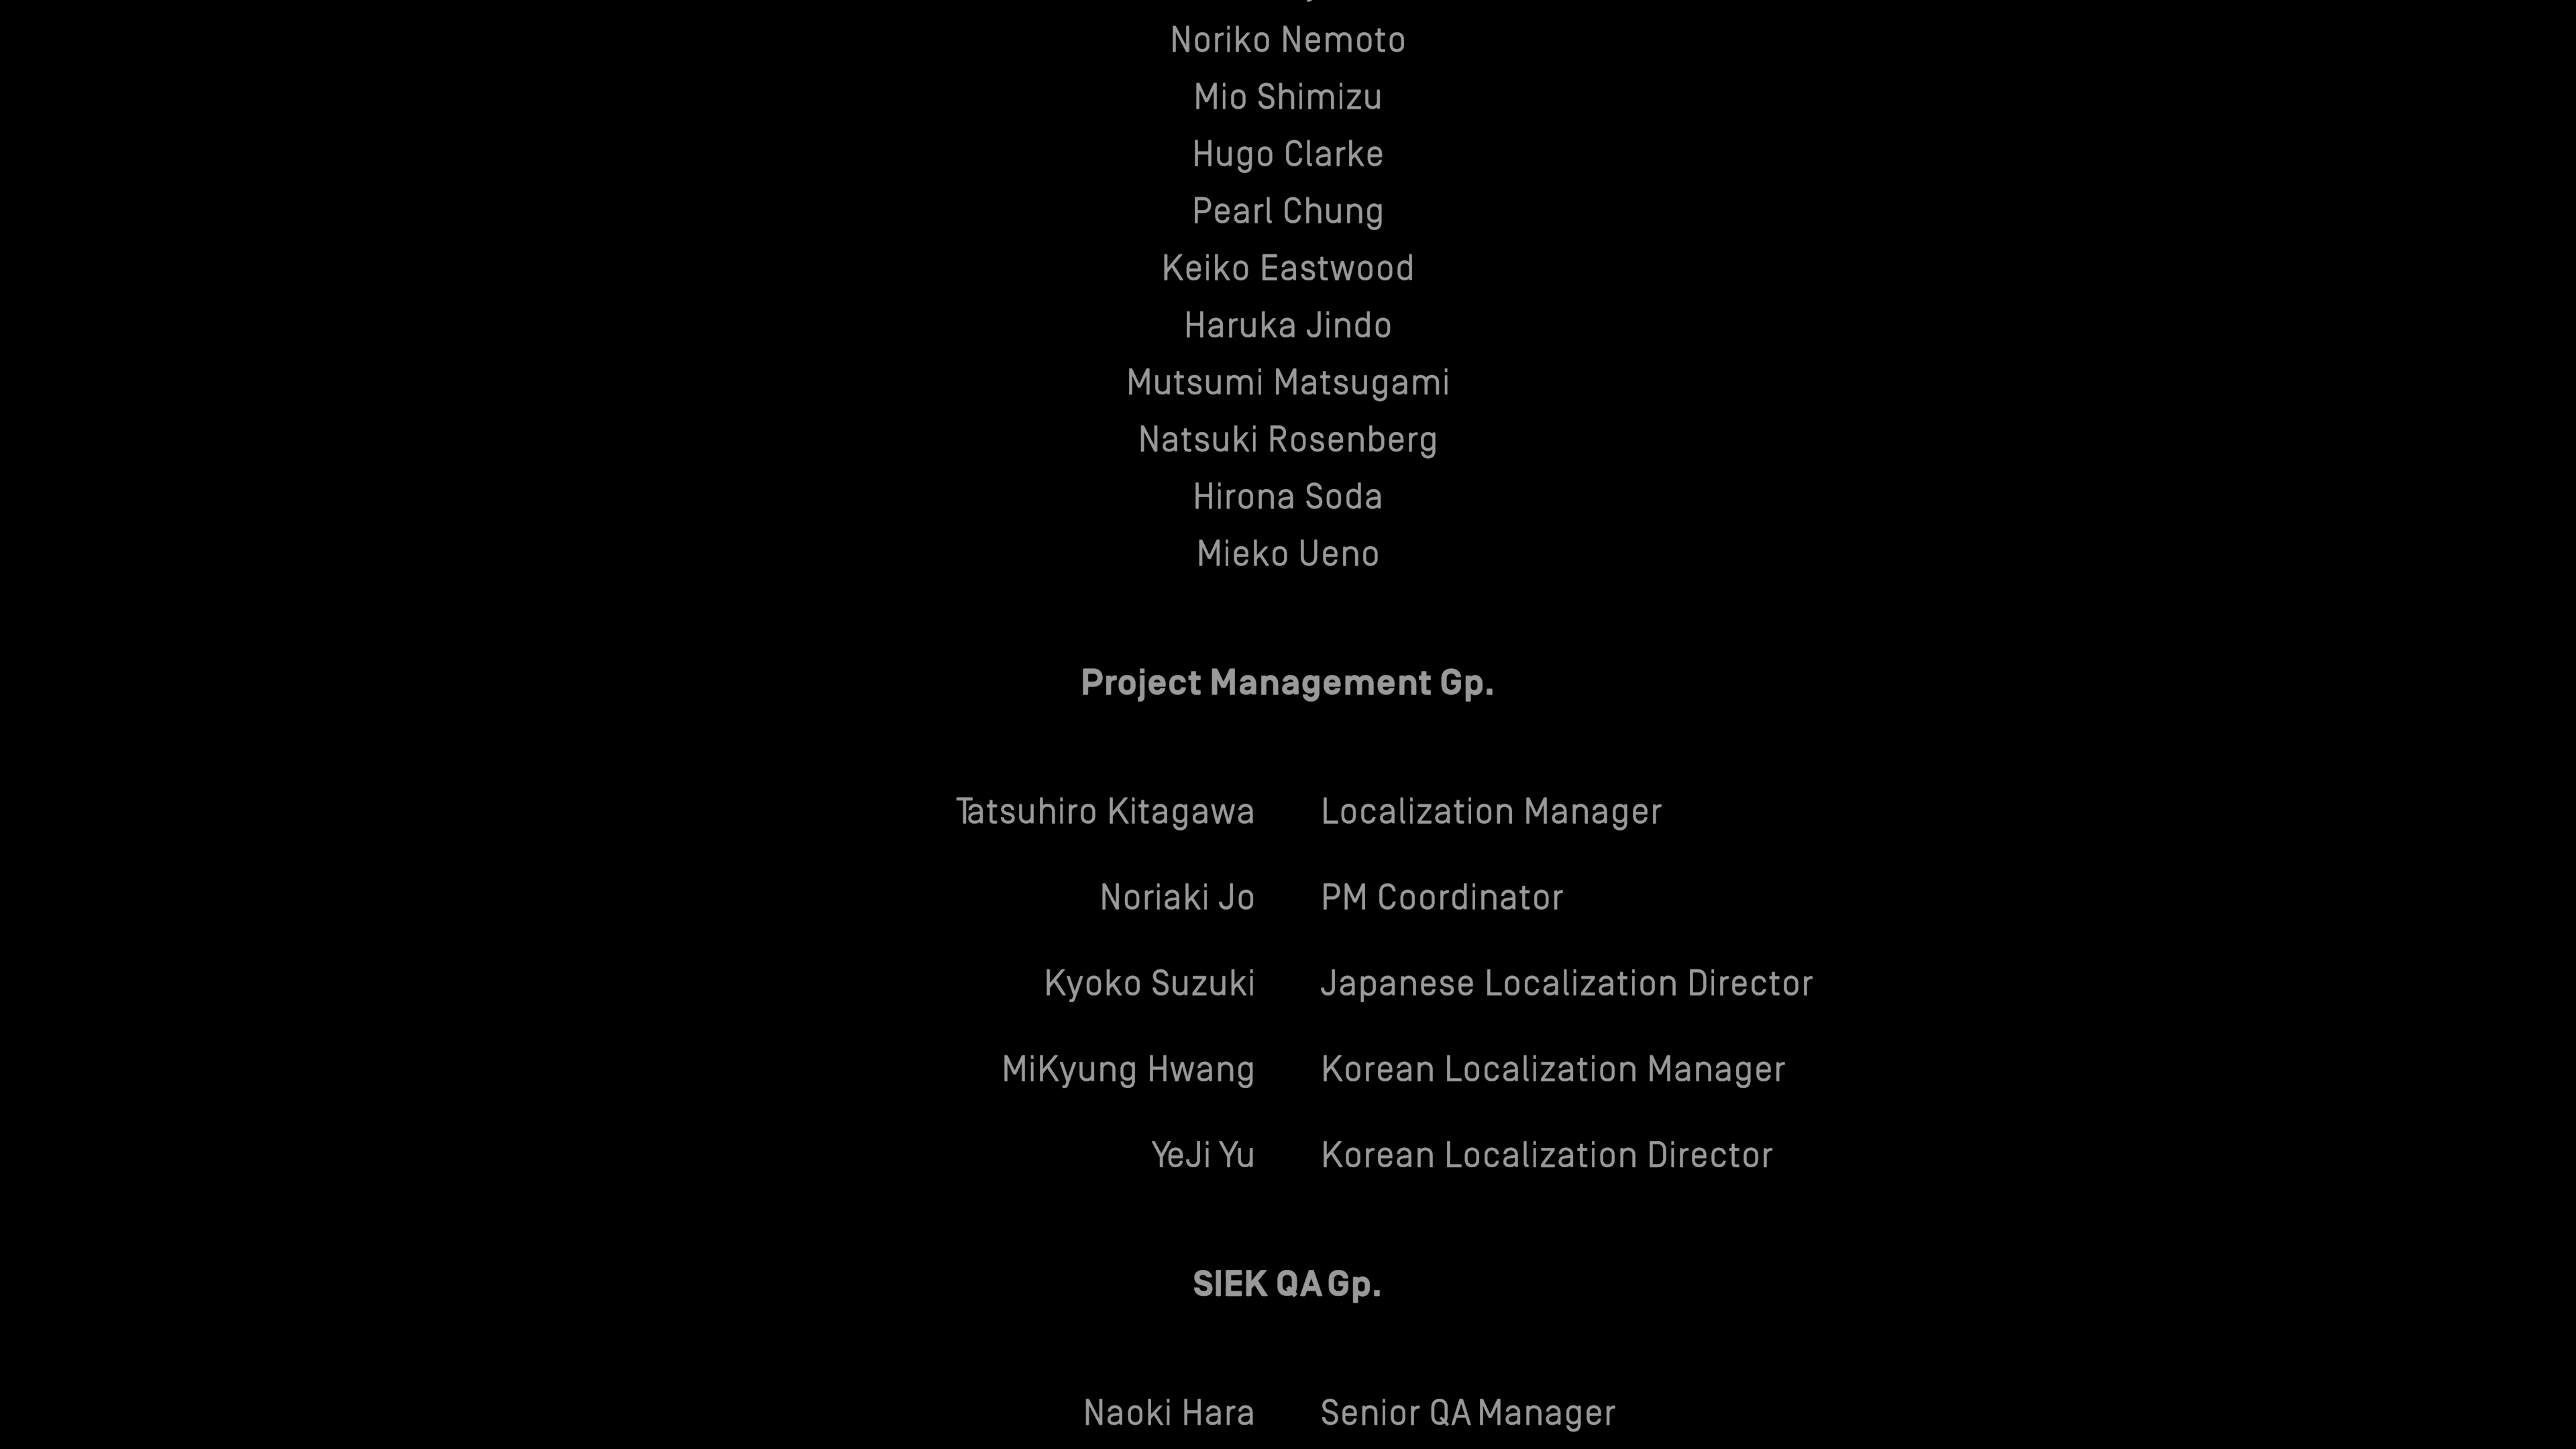 Noriko Nemoto
Mio Shimizu
Hugo Clarke
Pearl Chung
Keiko Eastwood
Haruka Jindo
Mutsumi Matsugami
Natsuki Rosenberg
Hirona Soda
Mieko Ueno
Project Management Gp.
Tatsuhiro Kitagawa Localization Manager
Noriaki Jo PM Coordinator
Kyoko Suzuki Japanese Localization Director
MiKyung Hwang Korean Localization Manager
YeJi Yu Korean Localization Director
SIEK QA Gp.
Naoki Hara Senior QA Manager